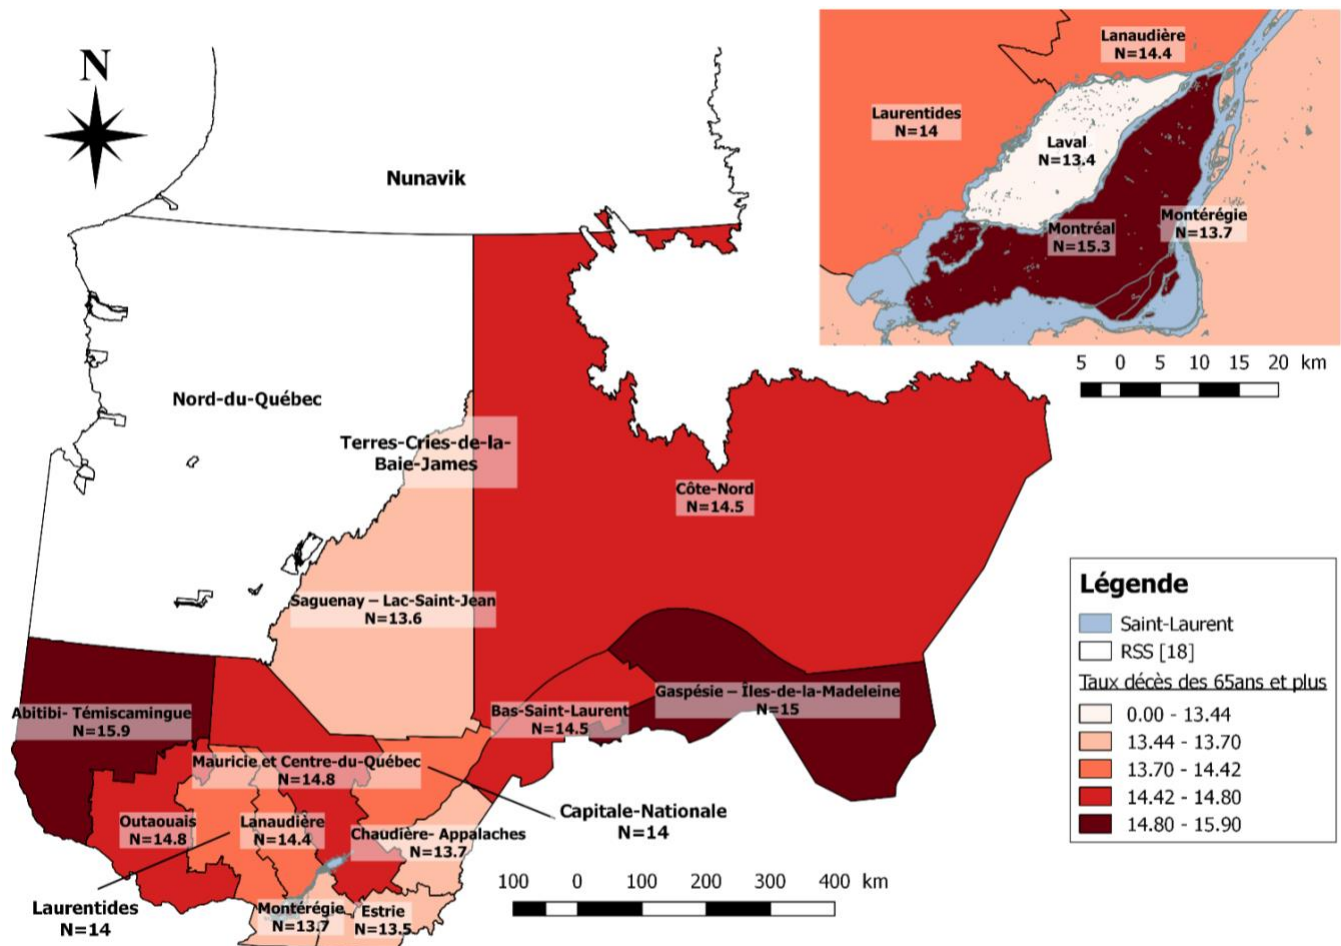 N
Nunavik
Nord-du-Québec
Terres-Cries-de-la-
Baie-James
Côte-Nord
N=14.5
Saguenay – Lac-Saint-Jean
N=13.6
Abitibi- Témiscamingue
N=15.9
Gaspésie – Îles-de-la-Madeleine
N=15
Bas-Saint-Laurent
N=14.5
Mauricie et Centre-du-Québec
N=14.8
Outaouais
N=14.8
Lanaudière
N=14.4
Chaudière- Appalaches
N=13.7
Capitale-Nationale
N=14
Laurentides
N=14
Montérégie
N=13.7
Estrie
N=13.5
100 0 100 200 300 400 km
Lanaudière
N=14.4
Laurentides
N=14
Laval
N=13.4
Montréal
N=15.3
Montérégie
N=13.7
5 0 5 10 15 20 km
Légende
Saint-Laurent
RSS [18]
Taux décès des 65ans et plus
0.00 - 13.44
13.44 - 13.70
13.70 - 14.42
14.42 - 14.80
14.80 - 15.90